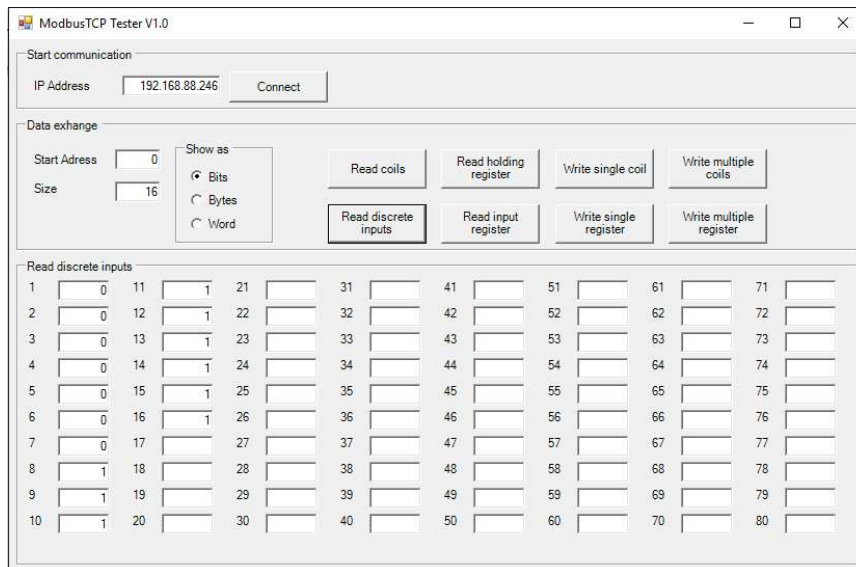 ModbusTCP Tester V1.0
Start communication
IP Address 192.168.88.246 Connect
Data exhange
Start Adress 0
Size 16
Show as
Bits
Bytes
Word
Read coils
Read holding
register
Write single coil
Write multiple
coils
Read discrete
inputs
Read input
register
Write single
register
Write multiple
register
Read discrete inputs
1 0 11 1 21 31 41 51 61 71
2 0 12 1 22 32 42 52 62 72
3 0 13 1 23 33 43 53 63 73
4 0 14 1 24 34 44 54 64 74
5 0 15 1 25 35 45 55 65 75
6 0 16 1 26 36 46 56 66 76
7 0 17 27 37 47 57 67 77
8 1 18 28 38 48 58 68 78
9 1 19 29 39 49 59 69 79
10 1 20 30 40 50 60 70 80